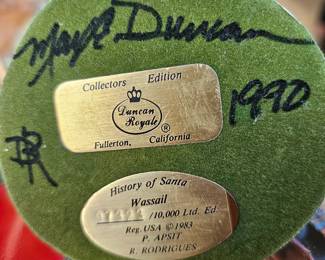 Max Duncan
Collectors Edition
Duncan
Royale ®
Fullerton, California
1990
DR
History of Santa
Wassail
/10,000 Ltd. Ed
Reg. USA © 1983
P. APSIT
R. RODRIGUES